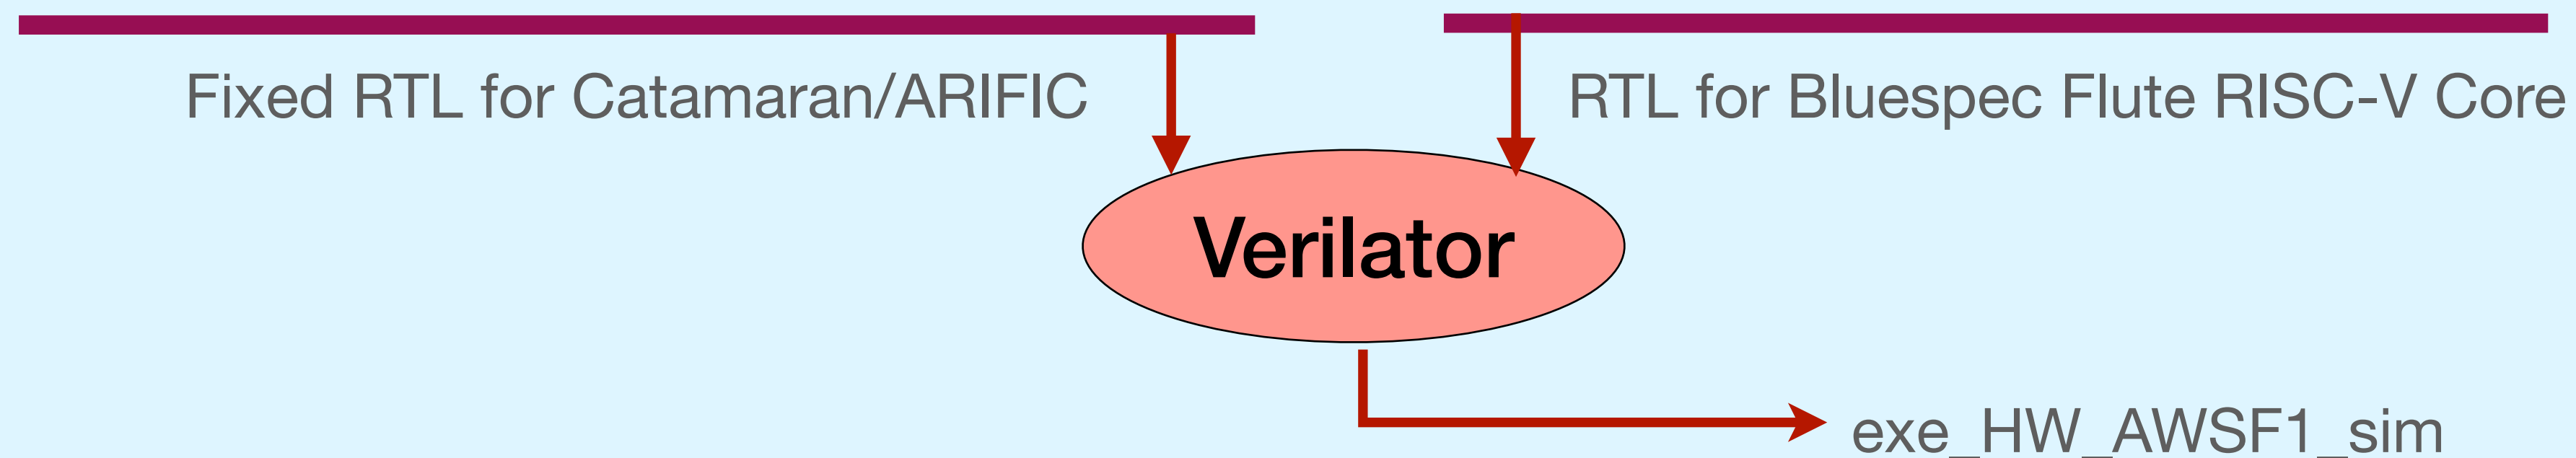 Fixed RTL for Catamaran/ARIFIC
RTL for Bluespec Flute RISC-V Core
Verilator
exe_HW_AWSF1_sim